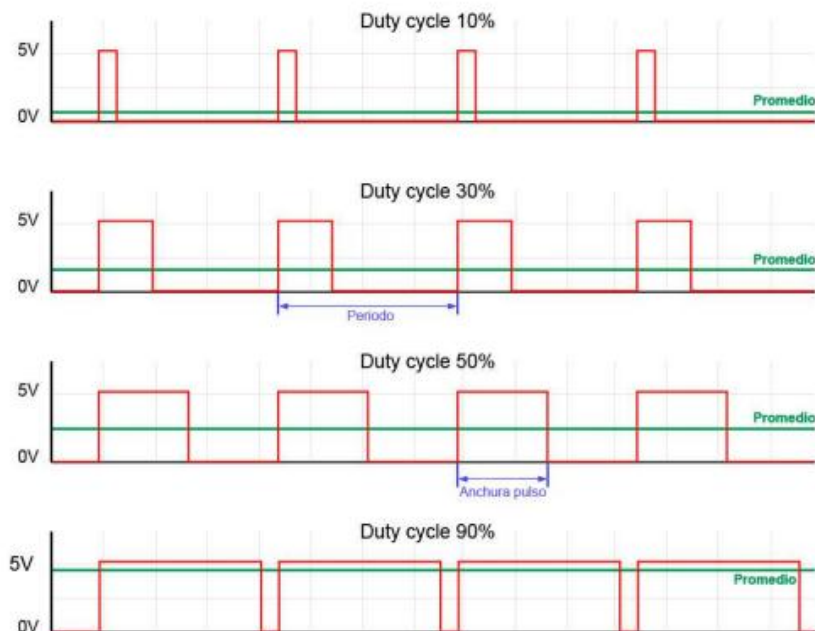 Duty cycle 10%
5V
Promedio
0V
Duty cycle 30%
5V
Promedio
0V
Periodo
Duty cycle 50%
5V
Promedio
0V
Anchura pulso
Duty cycle 90%
5V
Promedio
0V